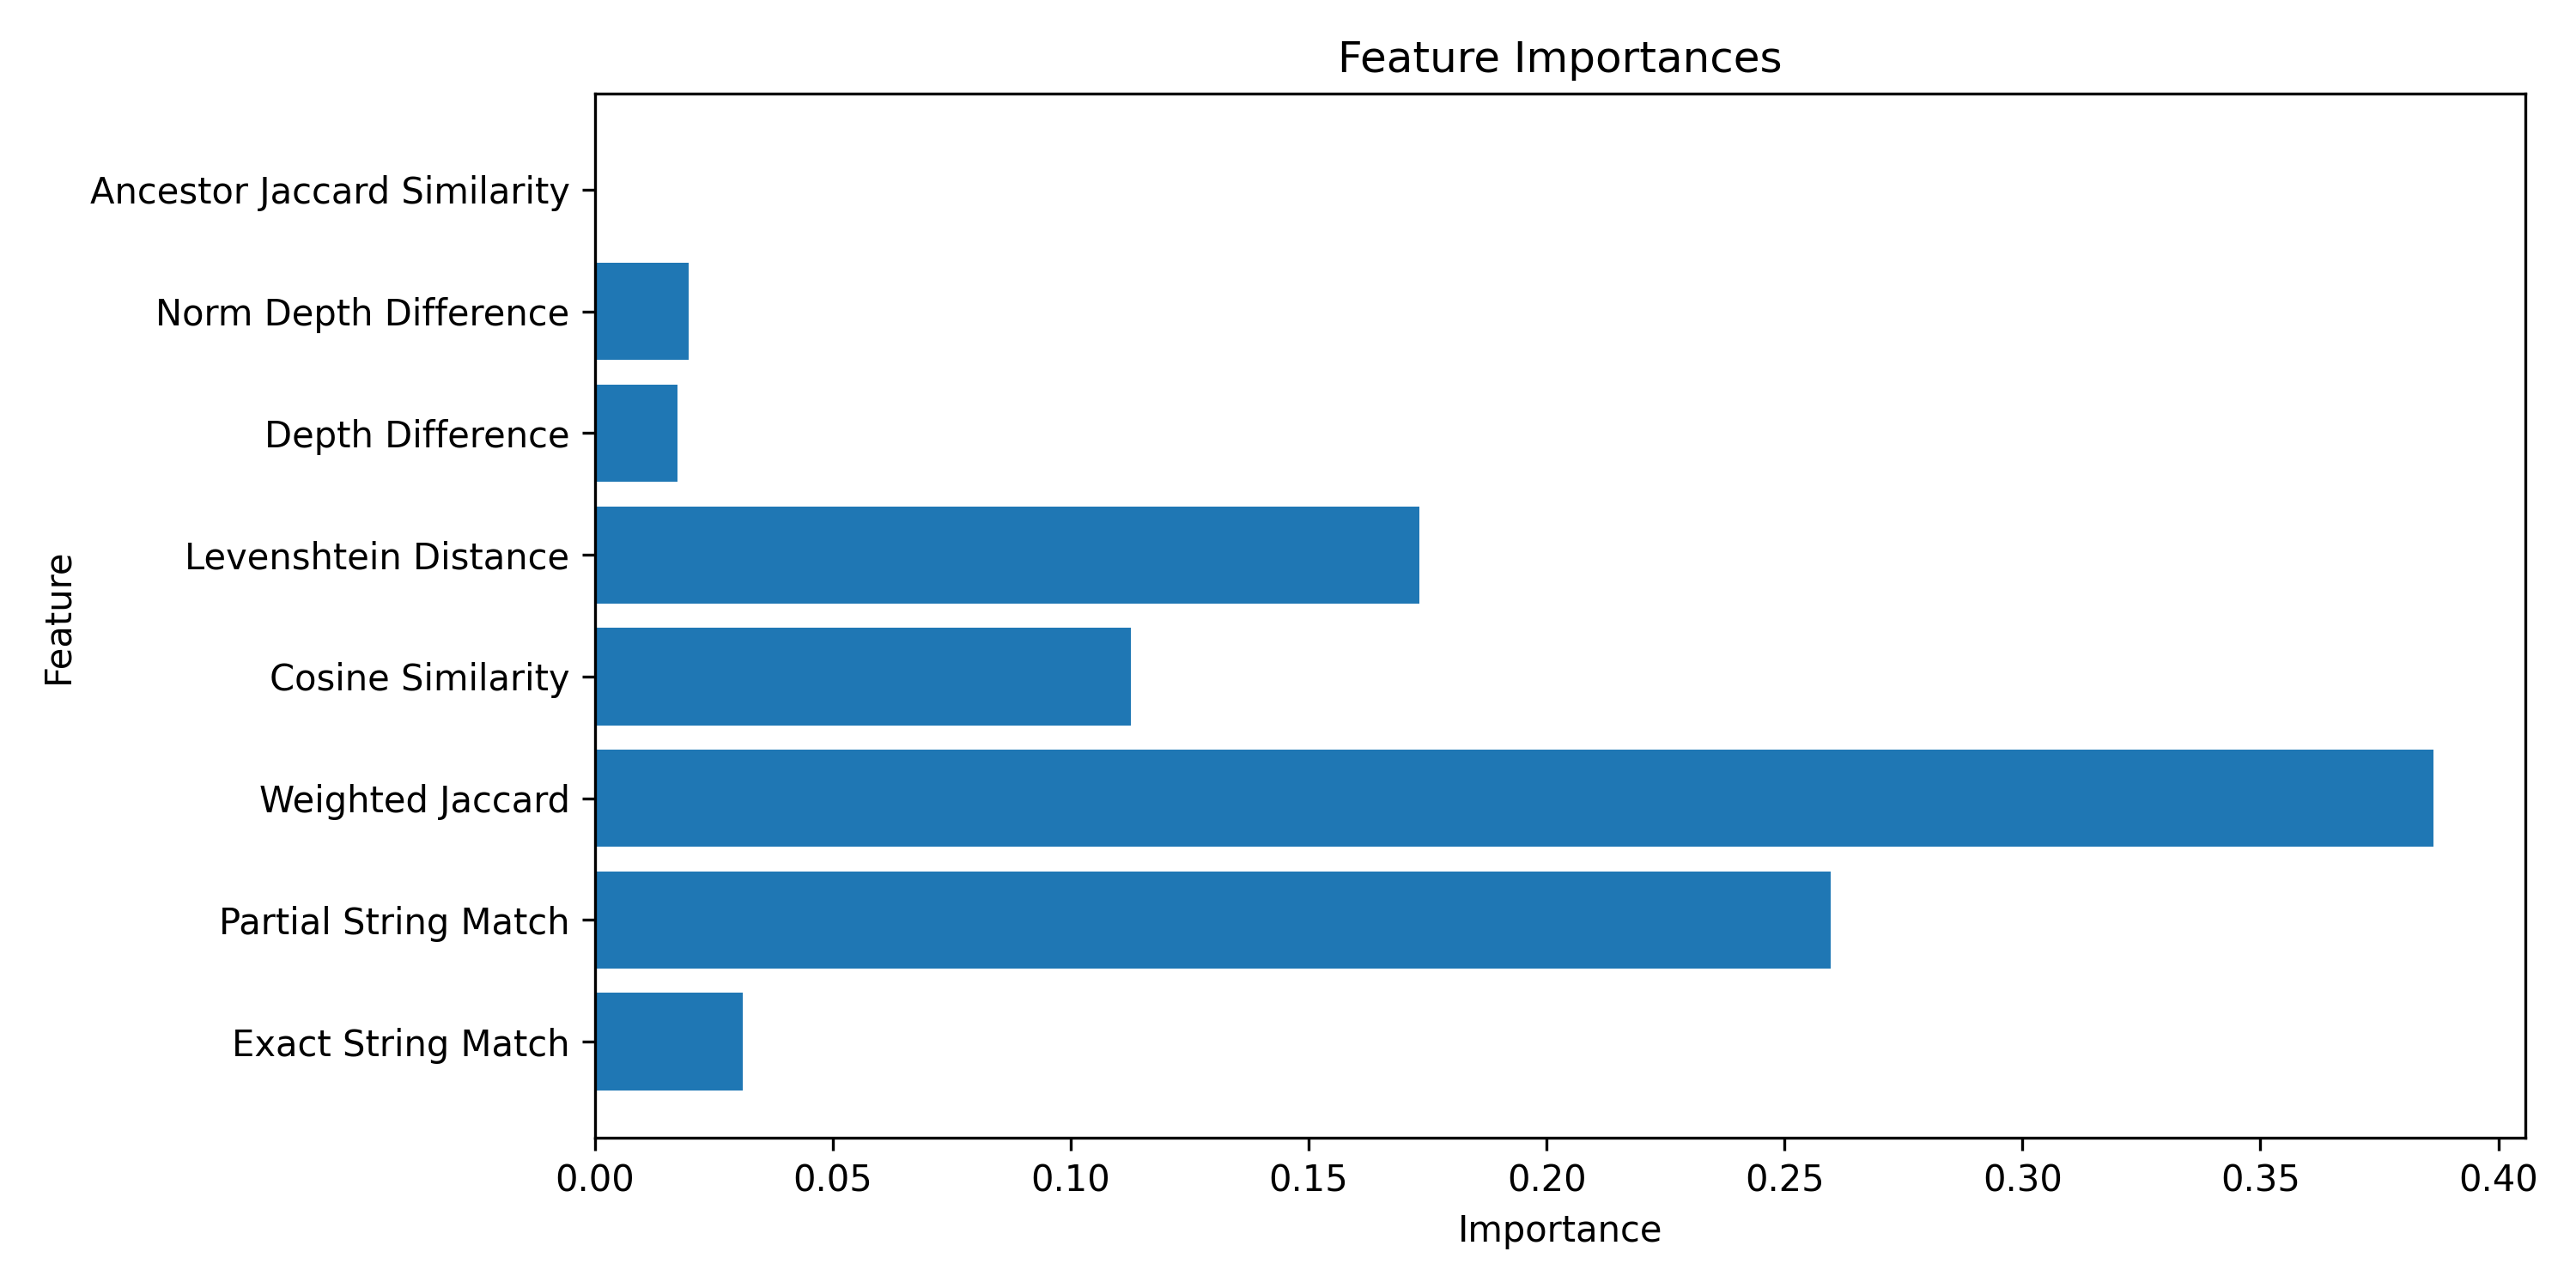 Feature Importances
Ancestor Jaccard Similarity
Norm Depth Difference
Depth Difference
Levenshtein Distance
Cosine Similarity
Weighted Jaccard
Partial String Match
Exact String Match
Feature
0.00 0.05 0.10 0.15 0.20 0.25 0.30 0.35 0.40
Importance